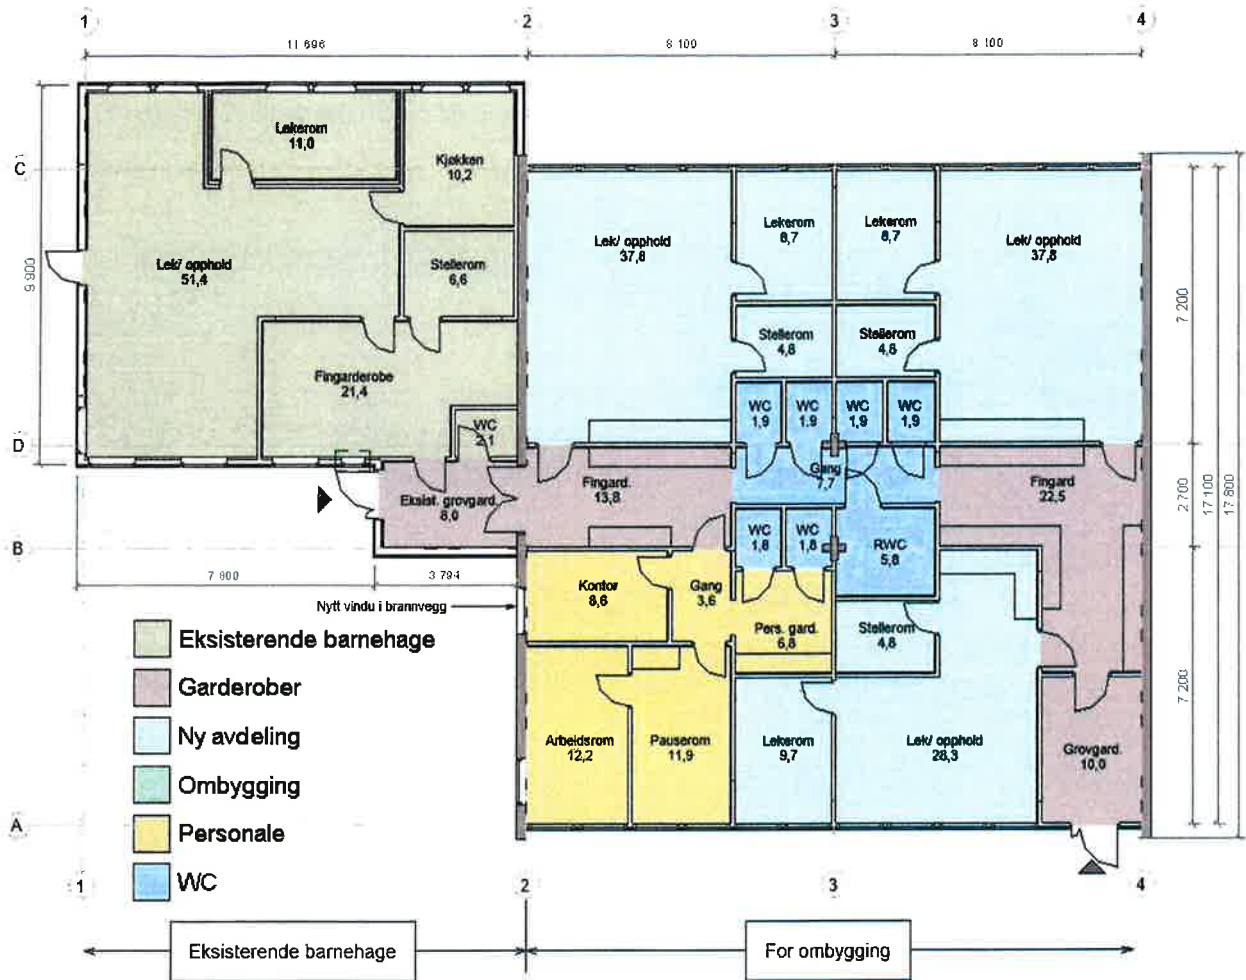 1
2
3
4
11 696
8 100
8 100
C
D
B
A
9 900
Lekerom
11,0
Kjøkken
10,2
Lek/ opphold
51,4
Stellerom
6,6
Fingarderobe
21,4
WC
2,1
Eksist. grovgard.
8,0
Lek/ opphold
37,8
Lekerom
8,7
Lekerom
8,7
Lek/ opphold
37,8
Stellerom
4,8
Stellerom
4,8
WC
1,9
WC
1,9
WC
1,9
WC
1,9
Fingard.
13,8
Gang
7,7
Fingard
22,5
WC
1,8
WC
1,8
RWC
5,8
Kontor
8,6
Gang
3,6
Pers. gard.
6,8
Stellerom
4,8
Arbeidsrom
12,2
Pauserom
11,9
Lekerom
9,7
Lek/ opphold
28,3
Grovgard.
10,0
7 200
2 700
7 200
17 100
17 800
3 794
Nytt vindu i brannvegg
Eksisterende barnehage
Garderober
Ny avdeling
Ombygging
Personale
WC
1
2
3
4
Eksisterende barnehage
For ombygging